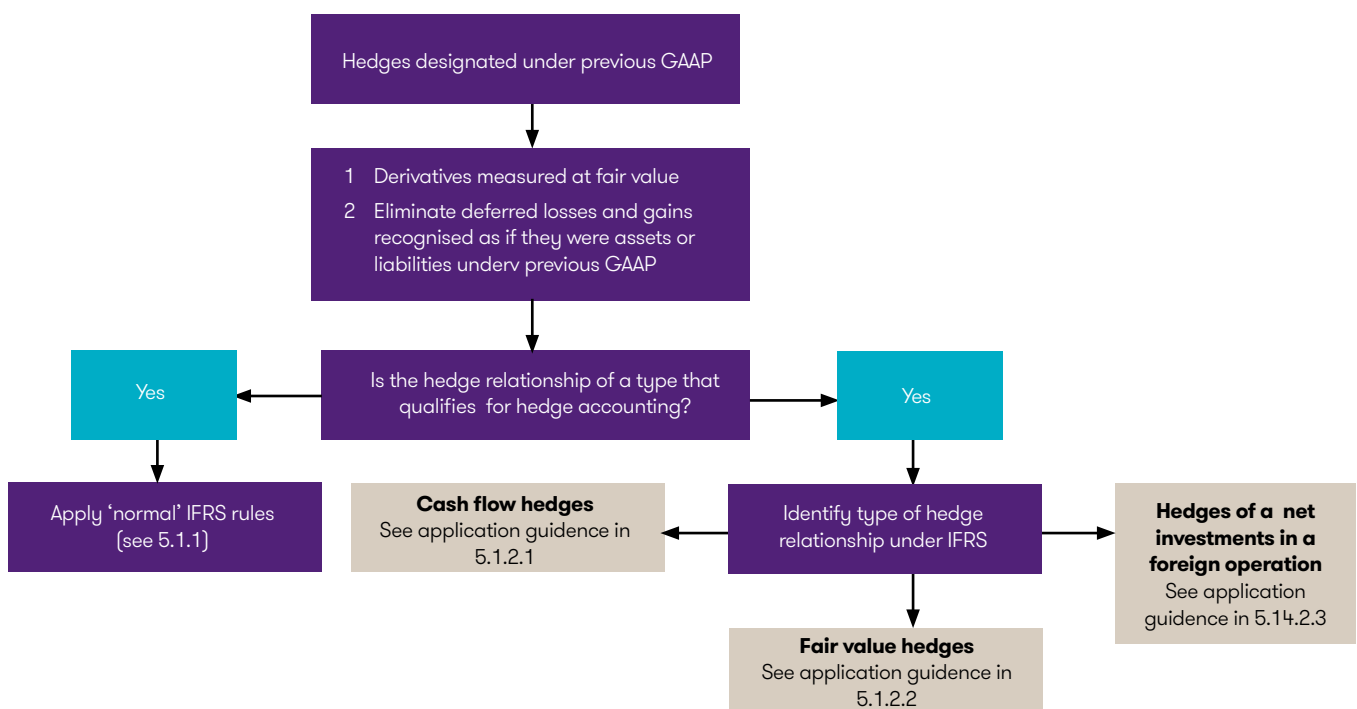 Hedges designated under previous GAAP
1 Derivatives measured at fair value
2 Eliminate deferred losses and gains
recognised as if they were assets or
liabilities underv previous GAAP
Is the hedge relationship of a type that
qualifies for hedge accounting?
Yes
Yes
Apply ‘normal’ IFRS rules
(see 5.1.1)
Cash flow hedges
See application guidance in
5.1.2.1
Identify type of hedge
relationship under IFRS
Hedges of a net
investments in a
foreign operation
See application
guidance in 5.14.2.3
Fair value hedges
See application guidance in
5.1.2.2